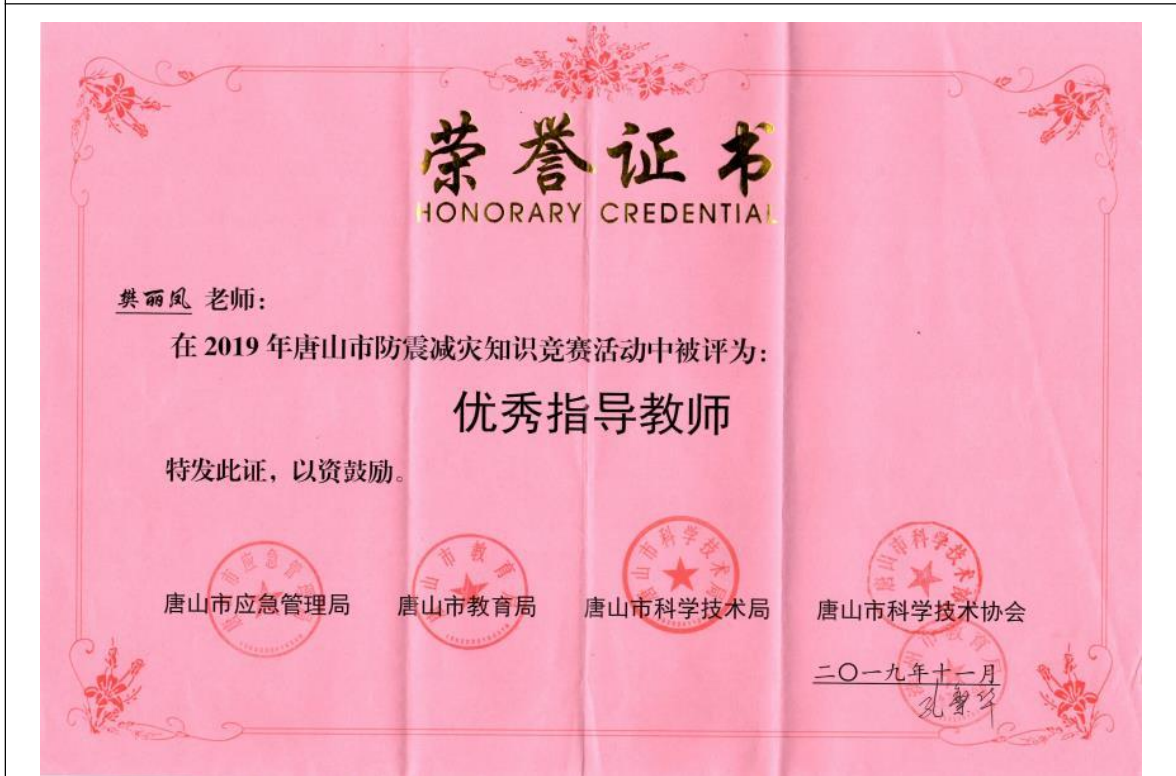 荣誉证书
HONORARY CREDENTIAL
樊丽凤 老师：
在 2019 年唐山市防震减灾知识竞赛活动中被评为：
优秀指导教师
特发此证，以资鼓励。
唐山市应急管理局 唐山市教育局 唐山市科学技术局 唐山市科学技术协会
二〇一九年十一月